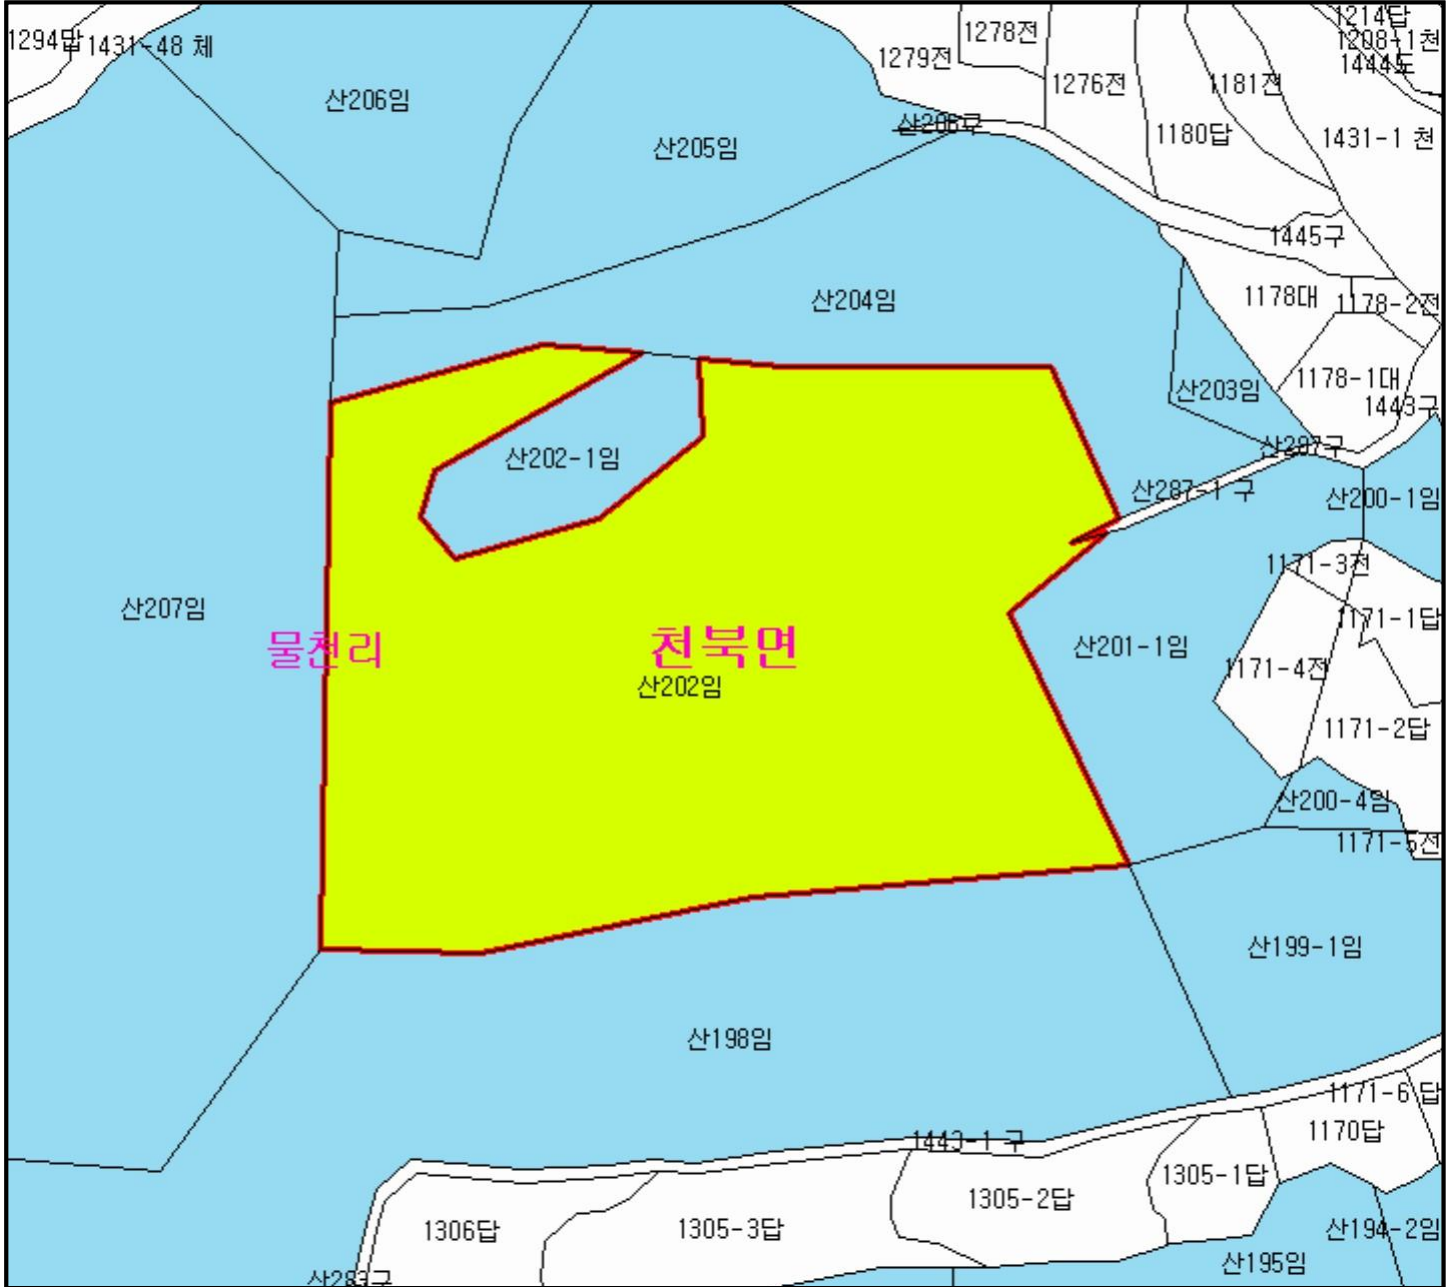 1294답
1431-48 체
산206임
산205임
1279전
1278전
1276전
1181전
1180답
1214답
1208-1천
1444도
1431-1 천
산286구
1445구
산204임
1178대
1178-2전
1178-1대
1443구
산203임
산287구
산202-1임
산287-1 구
산200-1임
1171-3전
1171-1답
산207임
물천리
천북면
산202임
산201-1임
1171-4전
1171-2답
산200-4임
1171-5전
산199-1임
산198임
1171-6 답
1170답
1443-1 구
1305-1답
1305-2답
1305-3답
1306답
산194-2임
산195임
산283구